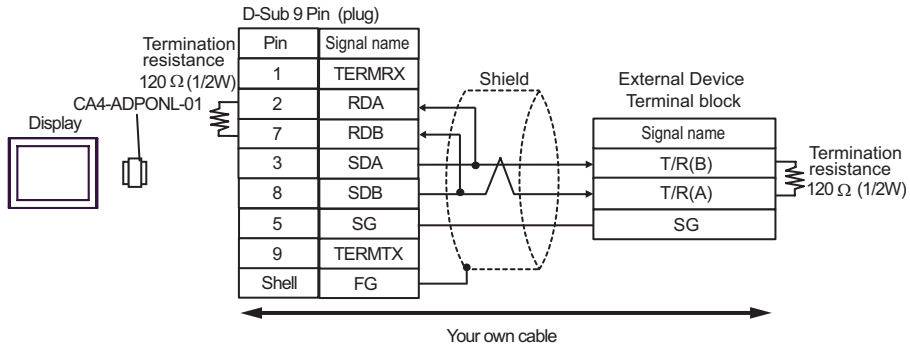 D-Sub 9 Pin (plug)
Termination
resistance
120 Ω (1/2W)
CA4-ADPONL-01
Display
Pin Signal name
1 TERMRX
2 RDA
7 RDB
3 SDA
8 SDB
5 SG
9 TERMTX
Shell FG
Shield
External Device
Terminal block
Signal name
T/R(B)
T/R(A)
SG
Termination
resistance
120 Ω (1/2W)
Your own cable